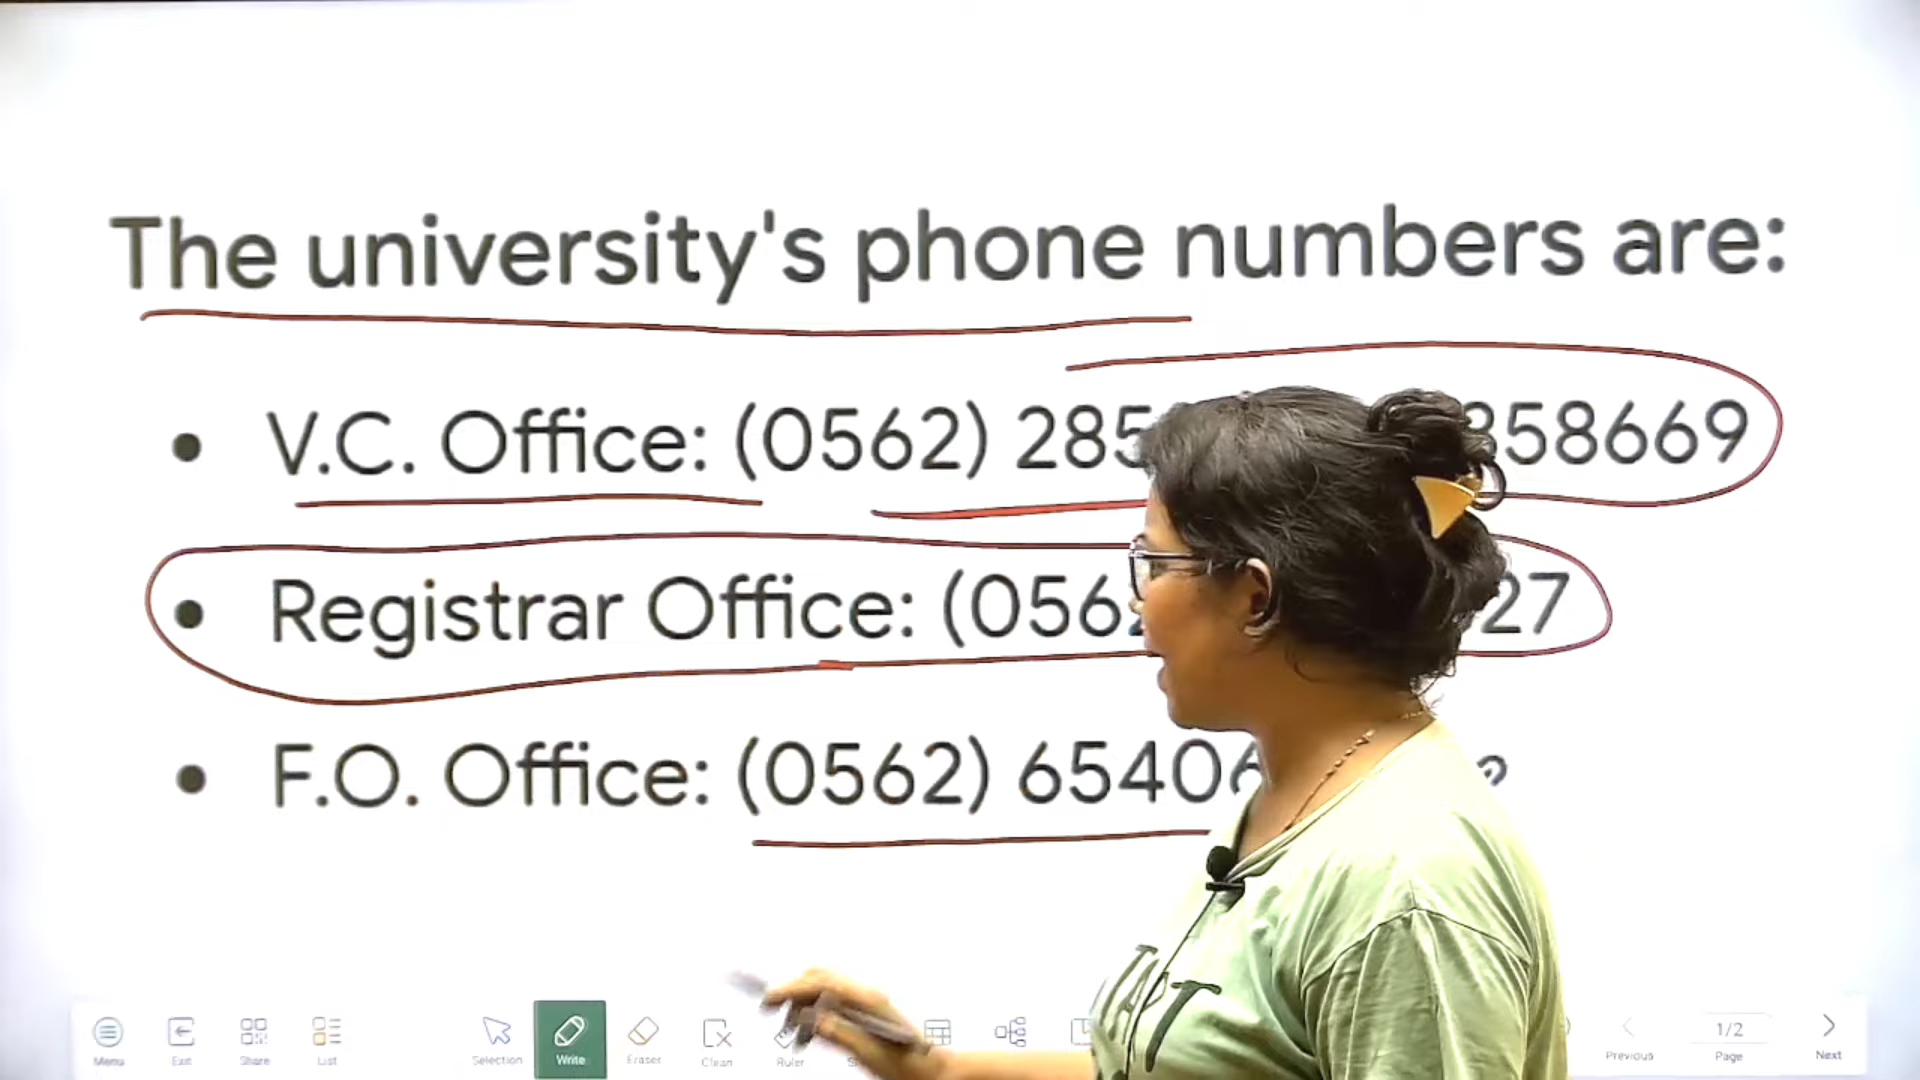 The university's phone numbers are:
V.C. Office: (0562) 285 858669
Registrar Office: (056 27
F.O. Office: (0562) 6540
Menu
Exit
Share
List
Selection
Write
Eraser
Clean
Ruler
Previous
1/2
Page
Next